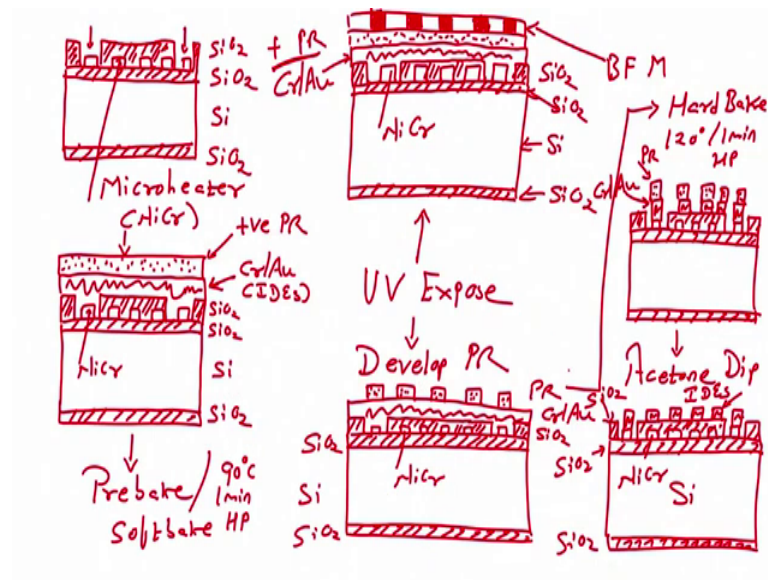 SiO2
SiO2
Si
SiO2
Microheater
(NiCr)
+ve PR
Cr/Au
(IDEs)
SiO2
SiO2
NiCr
Si
SiO2
Prebake/
Softbake
90°C
1min
HP
+ PR
Cr/Au
BFM
SiO2
SiO2
NiCr
Si
SiO2
UV Expose
Develop PR
PR
Cr/Au
SiO2
SiO2
NiCr
Si
SiO2
Hard Bake
120°/1min
HP
PR
Cr/Au
Acetone Dip
IDEs
SiO2
SiO2
NiCr
Si
SiO2